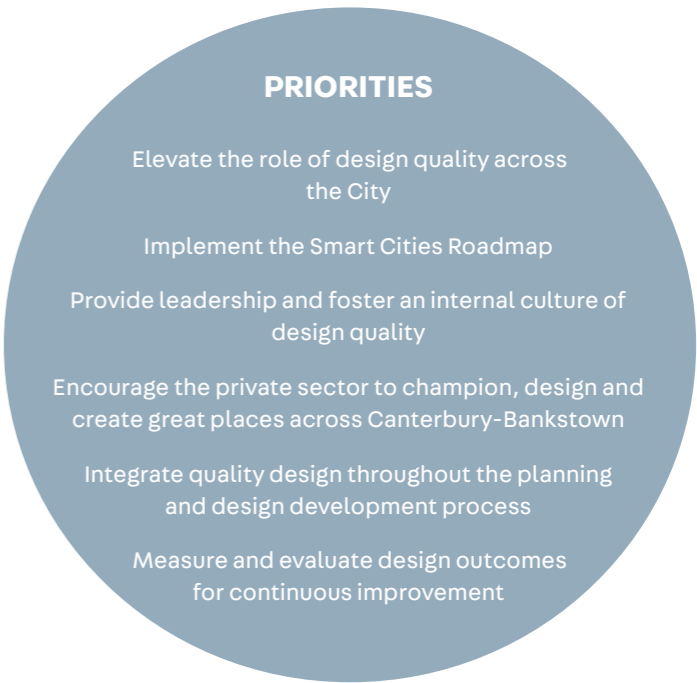 PRIORITIES
Elevate the role of design quality across
the City
Implement the Smart Cities Roadmap
Provide leadership and foster an internal culture of
design quality
Encourage the private sector to champion, design and
create great places across Canterbury-Bankstown
Integrate quality design throughout the planning
and design development process
Measure and evaluate design outcomes
for continuous improvement